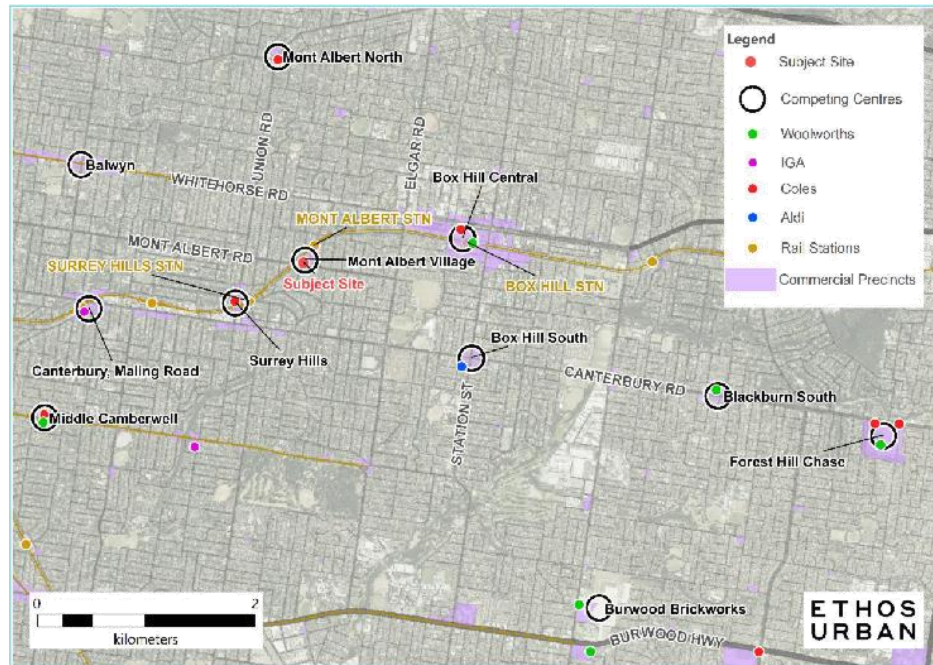 Legend
Subject Site
Competing Centres
Woolworths
IGA
Coles
Aldi
Rail Stations
Commercial Precincts
Mont Albert North
UNION RD
ELGAR RD
Balwyn
WHITEHORSE RD
Box Hill Central
MONT ALBERT STN
MONT ALBERT RD
Mont Albert Village
SURREY HILLS STN
Subject Site
BOX HILL STN
Box Hill South
Surrey Hills
Canterbury, Maling Road
CANTERBURY RD
Blackburn South
Middle Camberwell
STATION ST
Forest Hill Chase
0 2
kilometers
Burwood Brickworks
BURWOOD HWY
ETHOS
URBAN